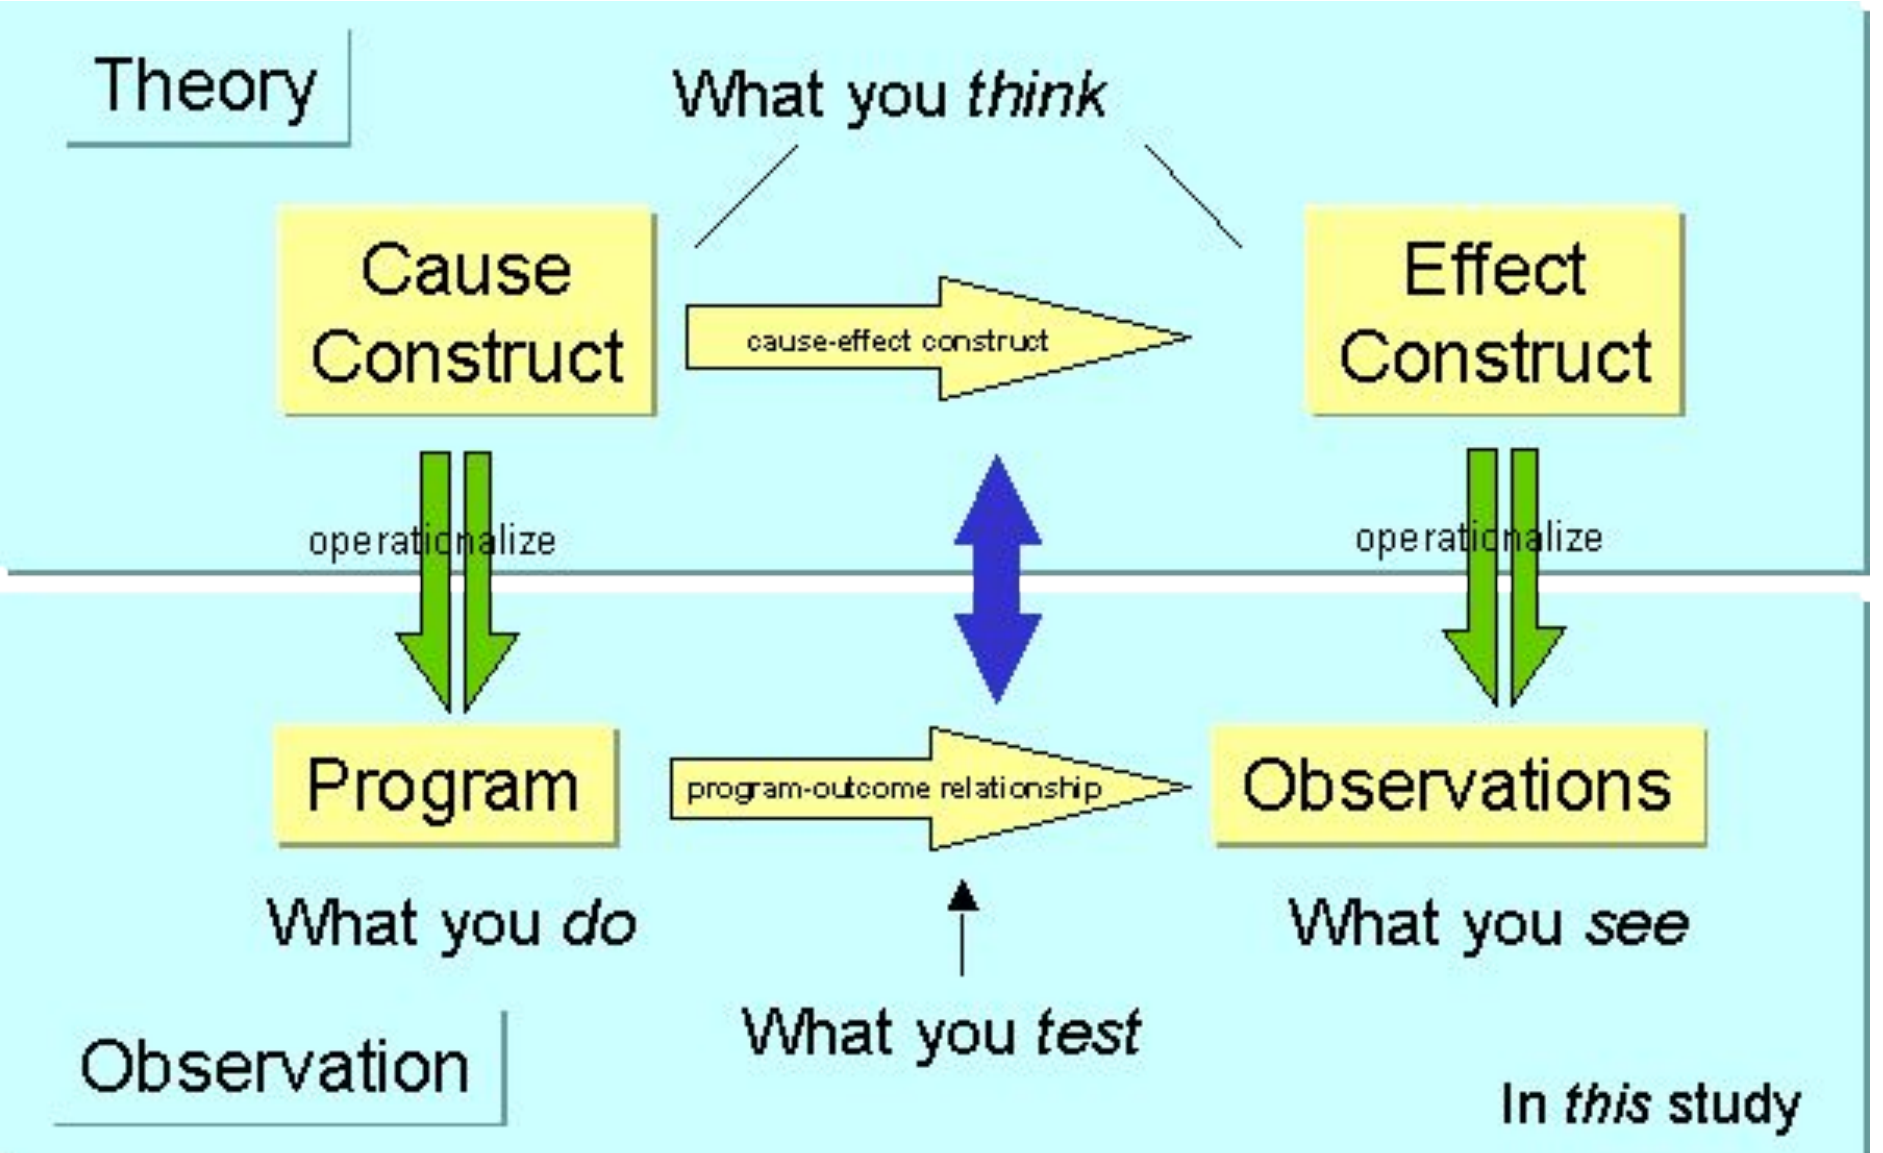 Theory
What you think
Cause
Construct
cause-effect construct
Effect
Construct
operationalize
operationalize
Program
program-outcome relationship
Observations
What you do
What you see
What you test
Observation
In this study